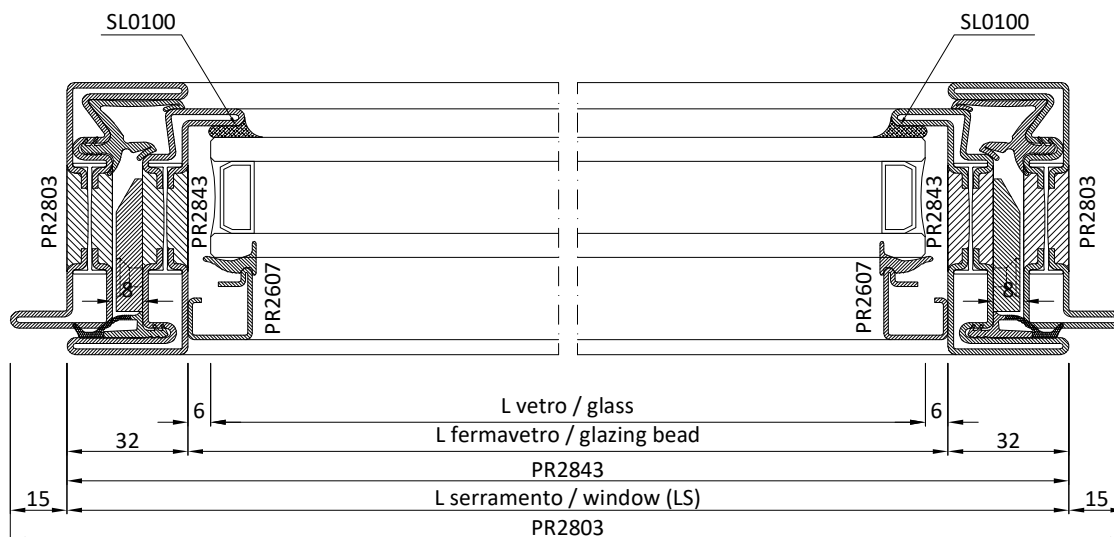 SL0100
SL0100
PR2803
PR2843
PR2607
8
PR2607
PR2843
PR2803
8
6
L vetro / glass
6
32
L fermavetro / glazing bead
32
PR2843
15
L serramento / window (LS)
15
PR2803